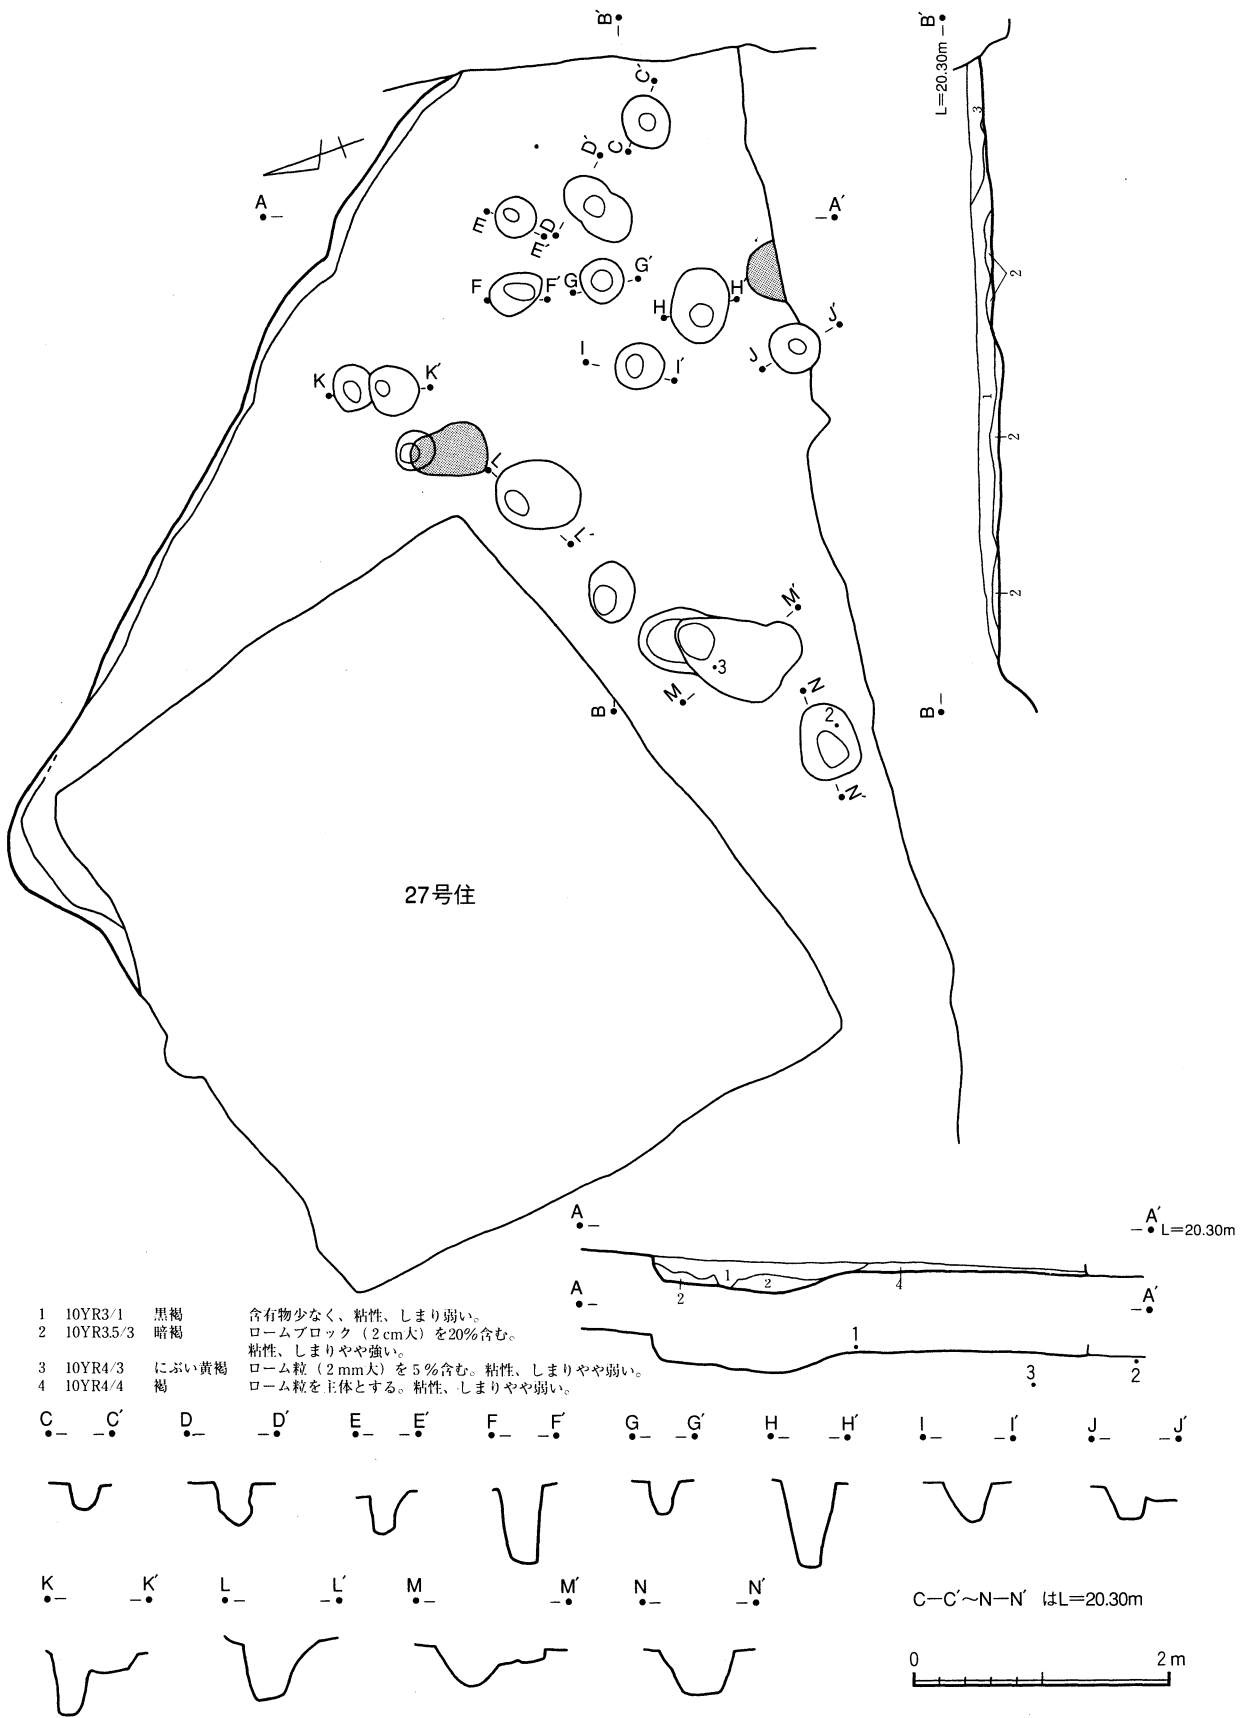 B′ B′
L=20.30m
C′
C
D′
D
3
A A′ 
E
E′
F F′ G G′
H H′
2
I I′
J J′
K K′
1
2
L
L′
2
M′
3
M
N
B B
2
N′
27号住
A A′ L=20.30m
1 2 2 4
A A′
1
3 2
1 10YR3/1 黒褐 含有物少なく、粘性、しまり弱い。
2 10YR3.5/3 暗褐 ロームブロック（2cm大）を20%含む。
粘性、しまりやや強い。
3 10YR4/3 にぶい黄褐 ローム粒（2mm大）を5%含む。粘性、しまりやや弱い。
4 10YR4/4 褐 ローム粒を主体とする。粘性、しまりやや弱い。
C C′ D D′ E E′ F F′ G G′ H H′ I I′ J J′
K K′ L L′ M M′ N N′
C—C′〜N—N′ はL=20.30m
0 2m